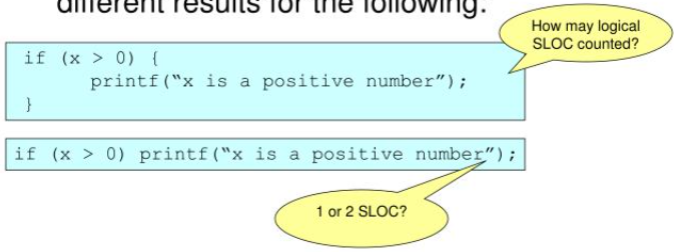 different results for the following:
How may logical
SLOC counted?
if (x > 0) {
printf("x is a positive number");
}
if (x > 0) printf("x is a positive number");
1 or 2 SLOC?